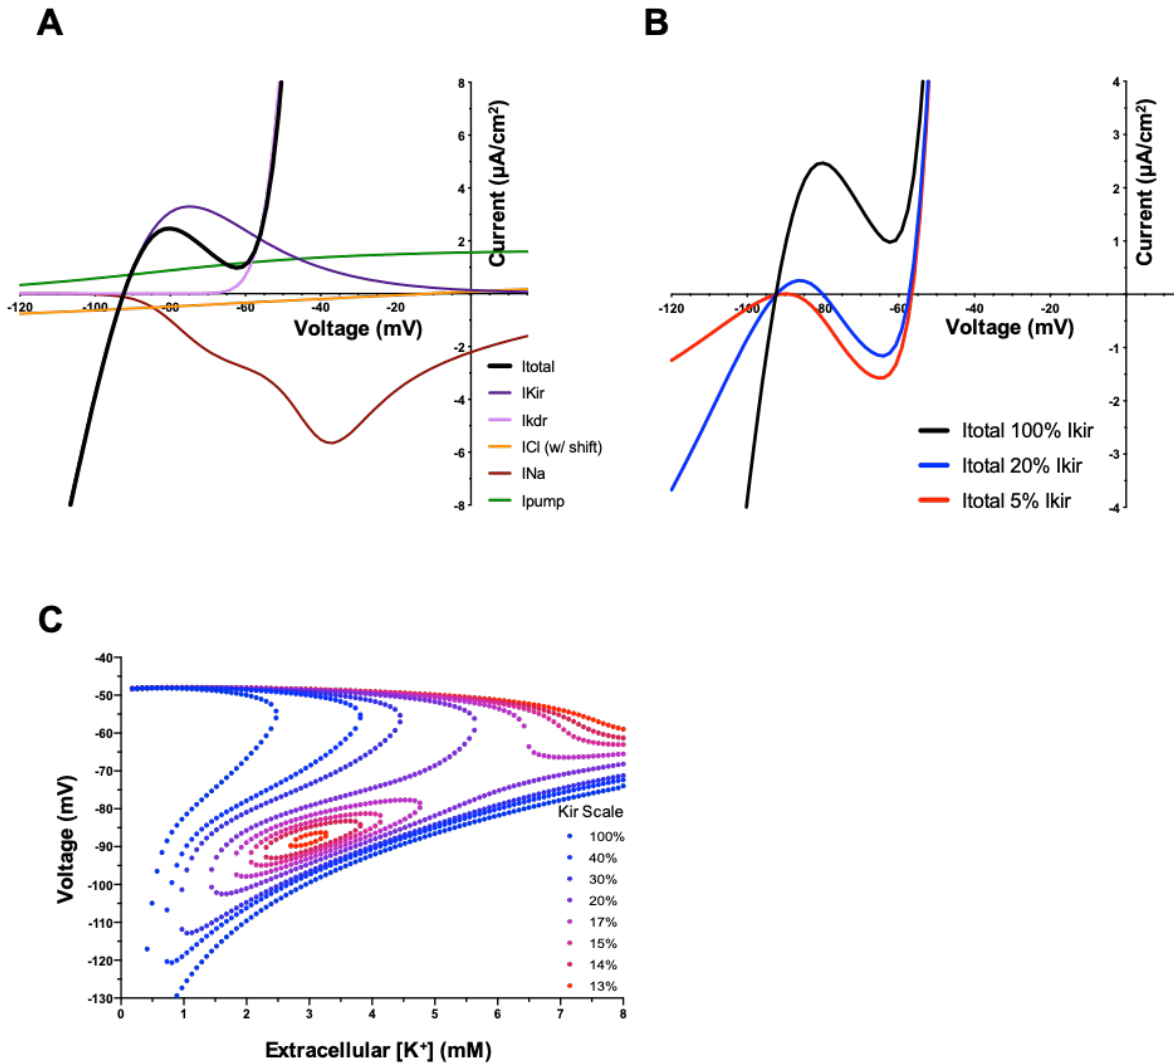 A
8
6
4
2
-120
-100
-80
-60
-40
-20
-2
-4
-6
-8
Voltage (mV)
Current (µA/cm²)
Itotal
IKir
Ikdr
ICl (w/ shift)
INa
Ipump
B
4
3
2
1
-120
-100
-80
-60
-40
-20
-1
-2
-3
-4
Voltage (mV)
Current (µA/cm²)
Itotal 100% Ikir
Itotal 20% Ikir
Itotal 5% Ikir
C
-40
-50
-60
-70
-80
-90
-100
-110
-120
-130
Voltage (mV)
0 1 2 3 4 5 6 7 8
Extracellular [K⁺] (mM)
Kir Scale
100%
40%
30%
20%
17%
15%
14%
13%